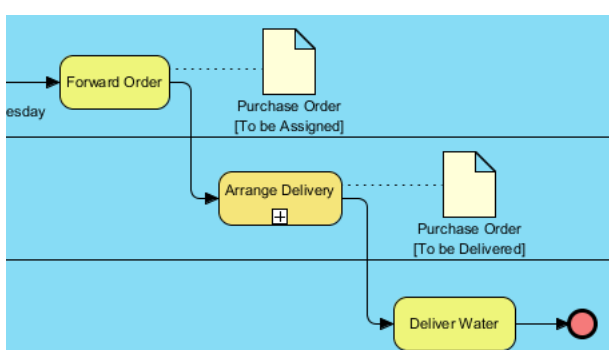 Forward Order
esday
Purchase Order
[To be Assigned]
Arrange Delivery
Purchase Order
[To be Delivered]
Deliver Water